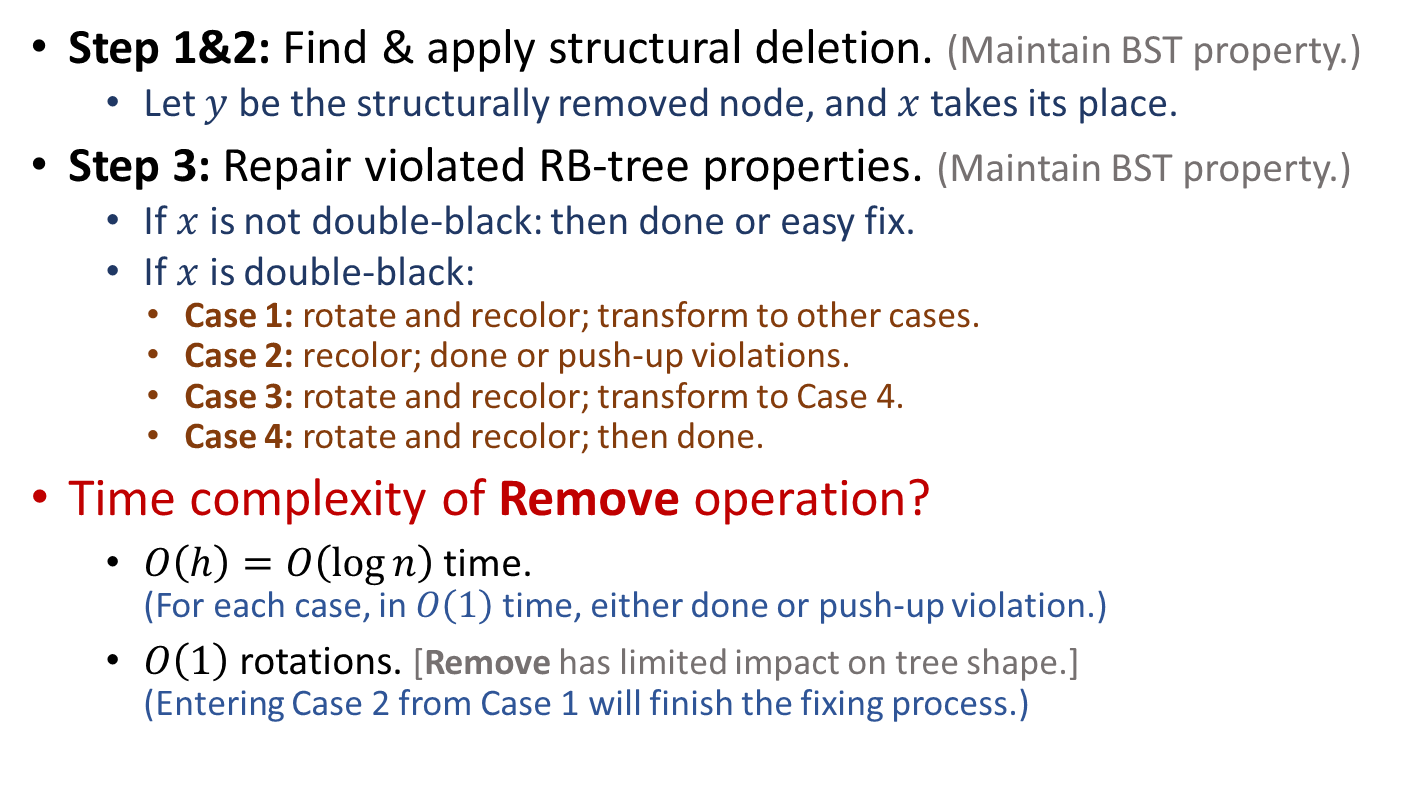 • Step 1&2: Find & apply structural deletion. (Maintain BST property.)
• Let y be the structurally removed node, and x takes its place.
• Step 3: Repair violated RB-tree properties. (Maintain BST property.)
• If x is not double-black: then done or easy fix.
• If x is double-black:
• Case 1: rotate and recolor; transform to other cases.
• Case 2: recolor; done or push-up violations.
• Case 3: rotate and recolor; transform to Case 4.
• Case 4: rotate and recolor; then done.
• Time complexity of Remove operation?
• O(h) = O(log n) time.
(For each case, in O(1) time, either done or push-up violation.)
• O(1) rotations. [Remove has limited impact on tree shape.]
(Entering Case 2 from Case 1 will finish the fixing process.)